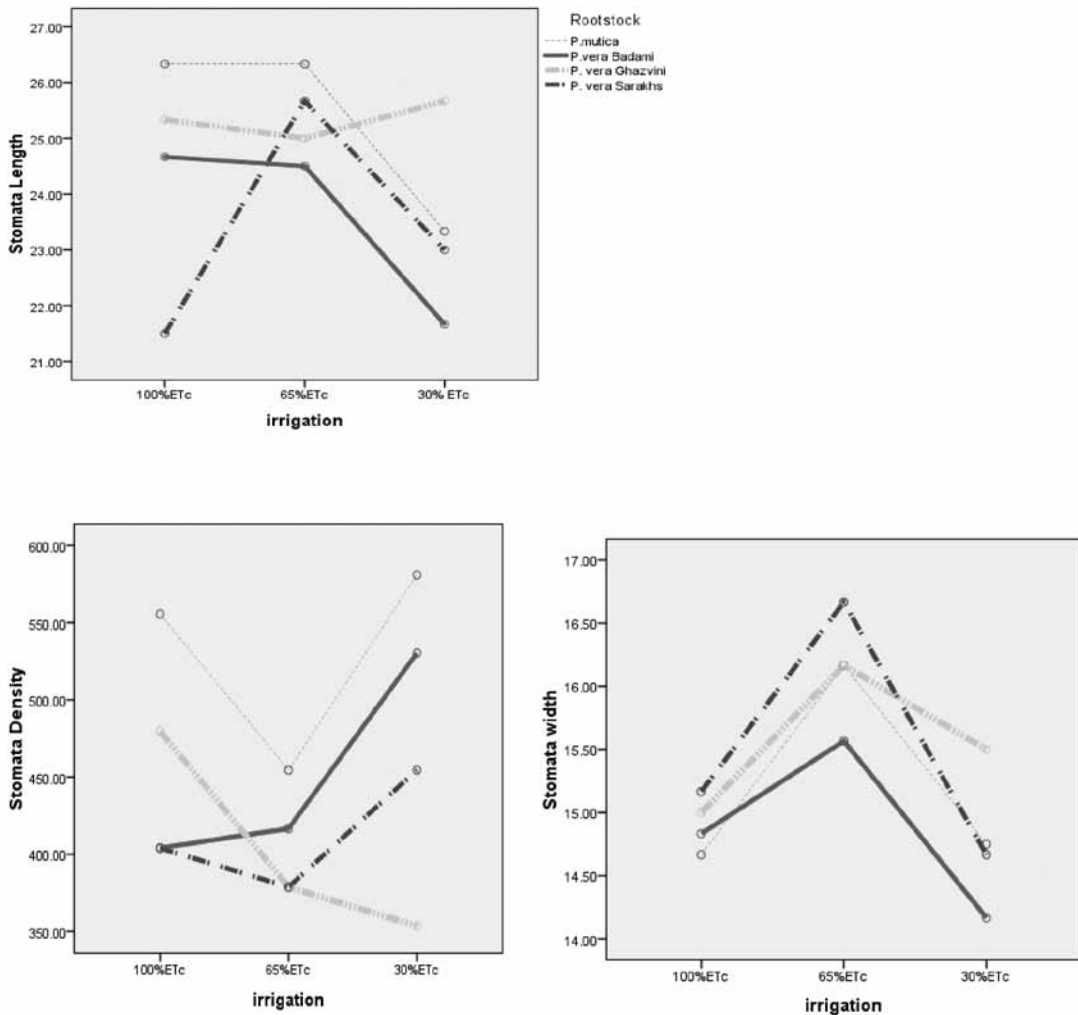 Rootstock
P.mutica
P.vera Badami
P. vera Ghazvini
P. vera Sarakhs
Stomata Length
27.00
26.00
25.00
24.00
23.00
22.00
21.00
100%ETc 65%ETc 30% ETc
irrigation
Stomata Density
600.00
550.00
500.00
450.00
400.00
350.00
100%ETc 65%ETc 30%ETc
irrigation
Stomata width
17.00
16.50
16.00
15.50
15.00
14.50
14.00
100%ETc 65%ETc 30%ETc
irrigation